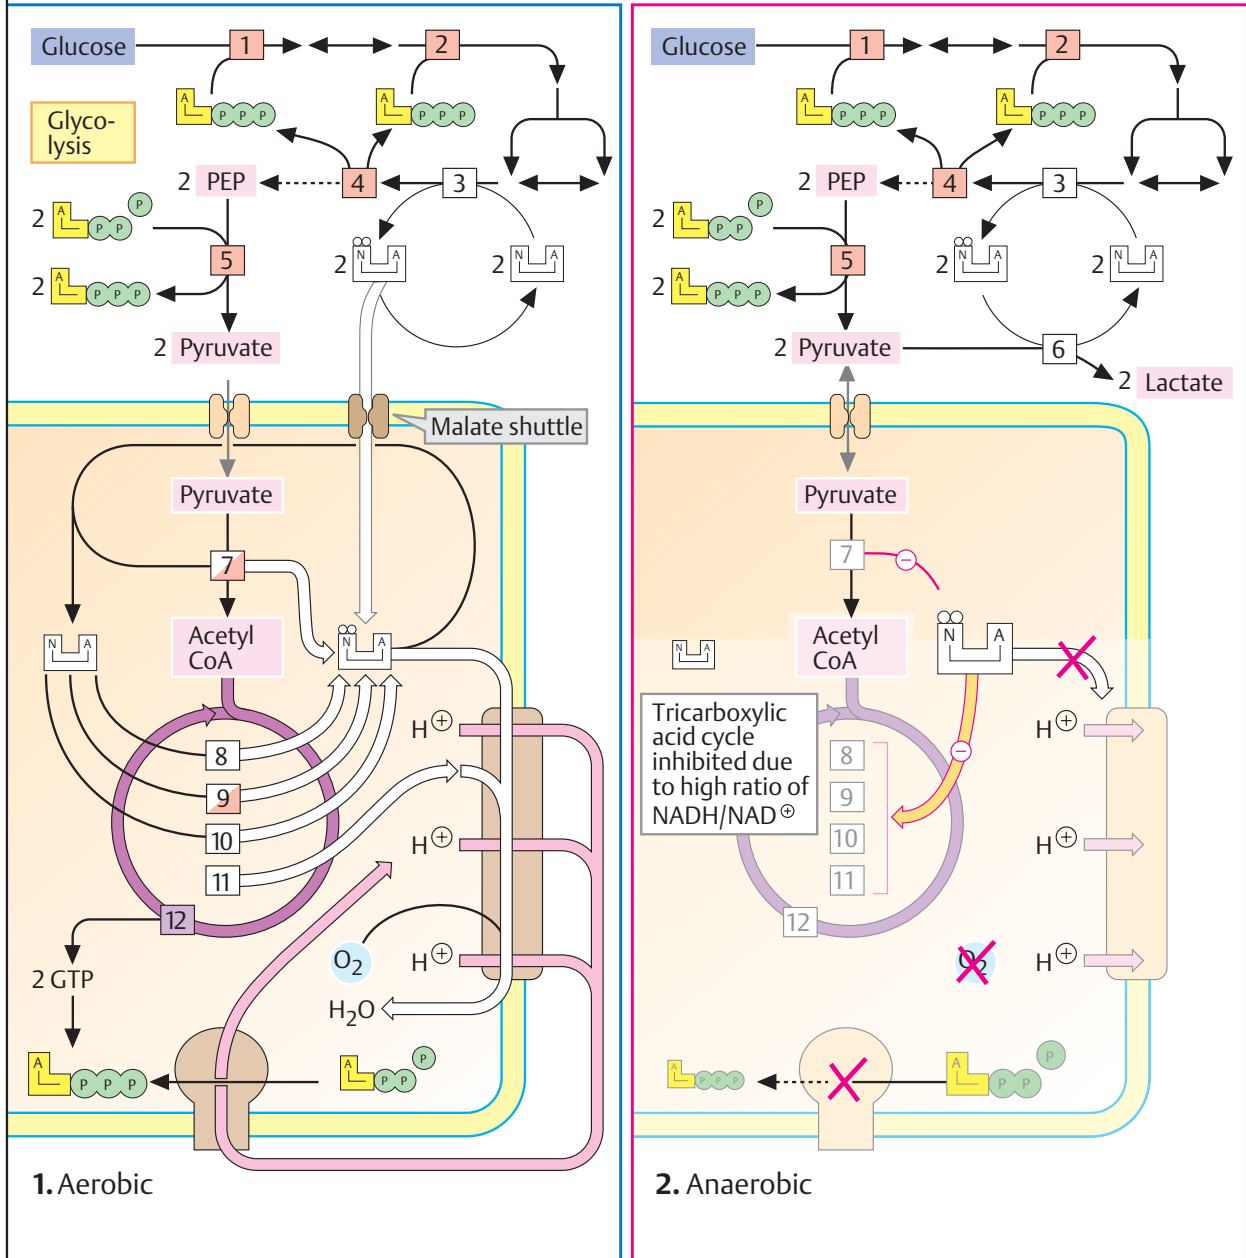 Glucose
1
2
A
P P P
A
P P P
Glyco-
lysis
2 PEP
4
3
2
A
P P
P
5
2
N A
2
N A
2
A
P P P
2 Pyruvate
Malate shuttle
Pyruvate
7
N A
Acetyl
CoA
N A
8
H +
9
10
H +
11
12
O2
H +
2 GTP
H2O
A
P P P
A
P P
P
1. Aerobic
Glucose
1
2
A
P P P
A
P P P
2 PEP
4
3
2
A
P P
P
5
2
N A
2
N A
2
A
P P P
2 Pyruvate
6
2 Lactate
Pyruvate
7
−
N A
Acetyl
CoA
N A
Tricarboxylic
acid cycle
inhibited due
to high ratio of
NADH/NAD⊕
8
−
H +
9
10
H +
11
12
O2
H +
A
P P P
A
P P
P
2. Anaerobic